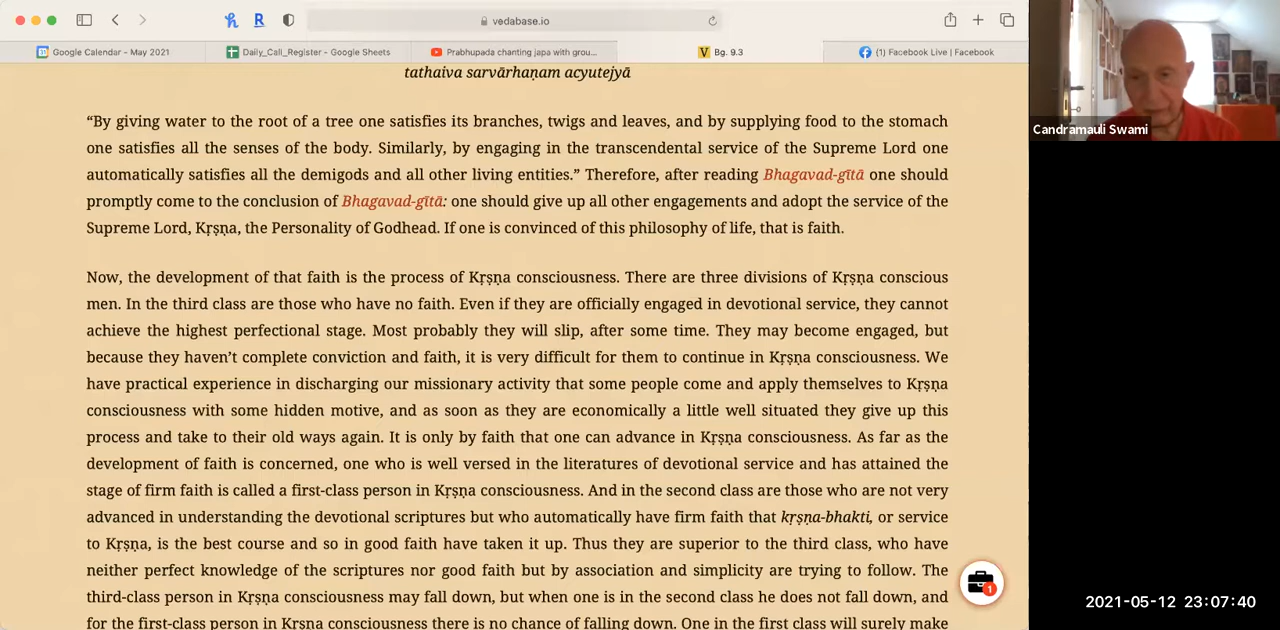 vedabase.io
Google Calendar - May 2021
Daily_Call_Register - Google Sheets
Prabhupada chanting japa with grou...
Bg. 9.3
(1) Facebook Live | Facebook
tathaiva sarvārhaṇam acyutejyā
“By giving water to the root of a tree one satisfies its branches, twigs and leaves, and by supplying food to the stomach
one satisfies all the senses of the body. Similarly, by engaging in the transcendental service of the Supreme Lord one
automatically satisfies all the demigods and all other living entities.” Therefore, after reading Bhagavad-gītā one should
promptly come to the conclusion of Bhagavad-gītā: one should give up all other engagements and adopt the service of the
Supreme Lord, Kṛṣṇa, the Personality of Godhead. If one is convinced of this philosophy of life, that is faith.
Now, the development of that faith is the process of Kṛṣṇa consciousness. There are three divisions of Kṛṣṇa conscious
men. In the third class are those who have no faith. Even if they are officially engaged in devotional service, they cannot
achieve the highest perfectional stage. Most probably they will slip, after some time. They may become engaged, but
because they haven’t complete conviction and faith, it is very difficult for them to continue in Kṛṣṇa consciousness. We
have practical experience in discharging our missionary activity that some people come and apply themselves to Kṛṣṇa
consciousness with some hidden motive, and as soon as they are economically a little well situated they give up this
process and take to their old ways again. It is only by faith that one can advance in Kṛṣṇa consciousness. As far as the
development of faith is concerned, one who is well versed in the literatures of devotional service and has attained the
stage of firm faith is called a first-class person in Kṛṣṇa consciousness. And in the second class are those who are not very
advanced in understanding the devotional scriptures but who automatically have firm faith that kṛṣṇa-bhakti, or service
to Kṛṣṇa, is the best course and so in good faith have taken it up. Thus they are superior to the third class, who have
neither perfect knowledge of the scriptures nor good faith but by association and simplicity are trying to follow. The
third-class person in Kṛṣṇa consciousness may fall down, but when one is in the second class he does not fall down, and
for the first-class person in Kṛṣṇa consciousness there is no chance of falling down. One in the first class will surely make
1
Candramauli Swami
2021-05-12 23:07:40